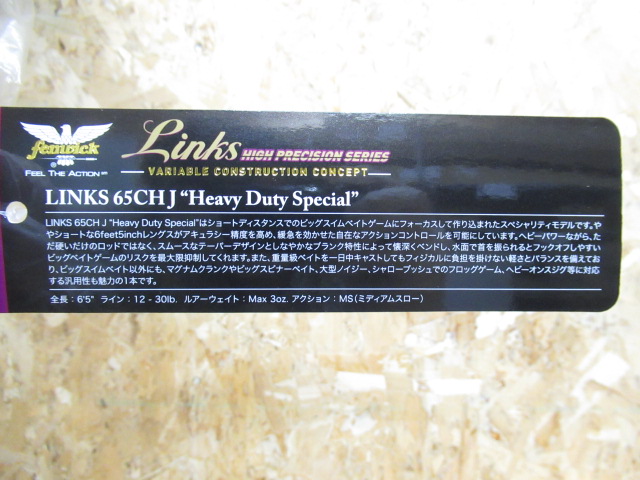 fenwick
®
FEEL THE ACTION SM
Links HIGH PRECISION SERIES
VARIABLE CONSTRUCTION CONCEPT
LINKS 65CH J “Heavy Duty Special”
LINKS 65CH J “Heavy Duty Special”はショートディスタンスでのビッグスイムベイトゲームにフォーカスして作り込まれたスペシャリティモデルです。や
やショートな6feet5inchレングスがアキュラシー精度を高め、緩急を効かせた自在なアクションコントロールを可能にしています。ヘビーパワーながら、た
だ硬いだけのロッドではなく、スムースなテーパーデザインとしなやかなブランク特性によって懐深くベンドし、水面で首を振られるとフックオフしやすい
ビッグベイトゲームのリスクを最大限抑制してくれます。また、重量級ベイトを一日中キャストしてもフィジカルに負担を掛けない軽さとバランスを備えてお
り、ビッグスイムベイト以外にも、マグナムクランクやビッグスピナーベイト、大型ノイジー、シャローブッシュでのフロッグゲーム、ヘビーオンスジグ等に対応
する汎用性も魅力の1本です。
全長：6'5"　ライン：12 - 30lb.　ルアーウェイト：Max 3oz.　アクション：MS（ミディアムスロー）